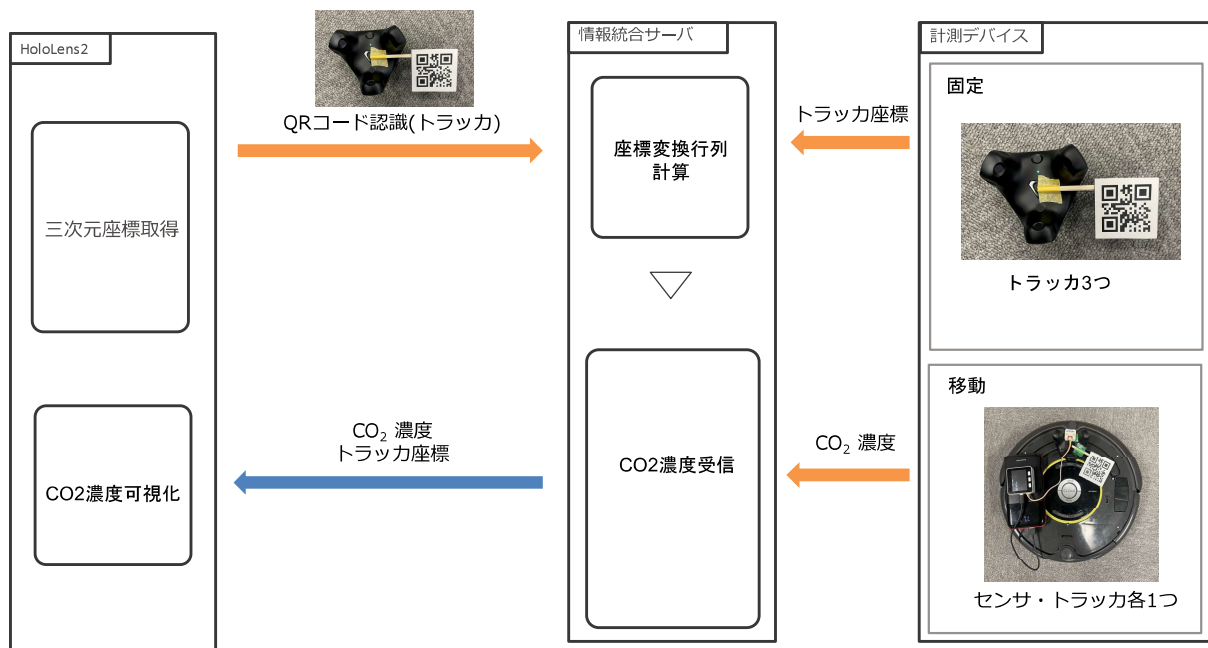 HoloLens2
三次元座標取得
CO2濃度可視化
QRコード認識(トラッカ)
CO₂ 濃度
トラッカ座標
情報統合サーバ
座標変換行列
計算
CO2濃度受信
トラッカ座標
CO₂ 濃度
計測デバイス
固定
トラッカ3つ
移動
センサ・トラッカ各1つ